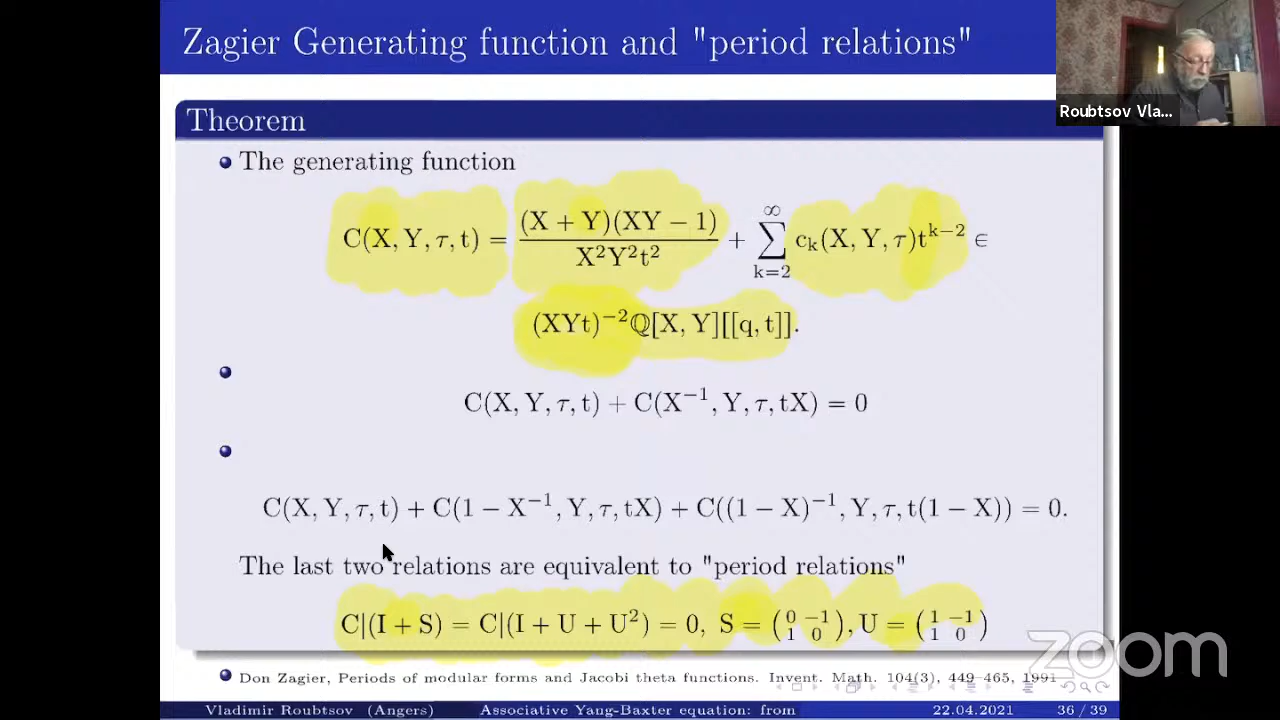 Zagier Generating function and "period relations"
Roubtsov Vla...
Theorem
• The generating function
C(X, Y, τ, t) = (X + Y)(XY − 1) / X²Y²t² + ∑_{k=2}^{∞} c_k(X, Y, τ)t^{k−2} ∈
(XYt)⁻²ℚ[X, Y][[q, t]].
•
C(X, Y, τ, t) + C(X⁻¹, Y, τ, tX) = 0
•
C(X, Y, τ, t) + C(1 − X⁻¹, Y, τ, tX) + C((1 − X)⁻¹, Y, τ, t(1 − X)) = 0.
The last two relations are equivalent to "period relations"
C|(I + S) = C|(I + U + U²) = 0, S = (0 −1; 1 0), U = (1 −1; 1 0)
zoom
• Don Zagier, Periods of modular forms and Jacobi theta functions. Invent. Math. 104(3), 449–465, 1991
Vladimir Roubtsov (Angers) Associative Yang-Baxter equation: from 22.04.2021 36 / 39